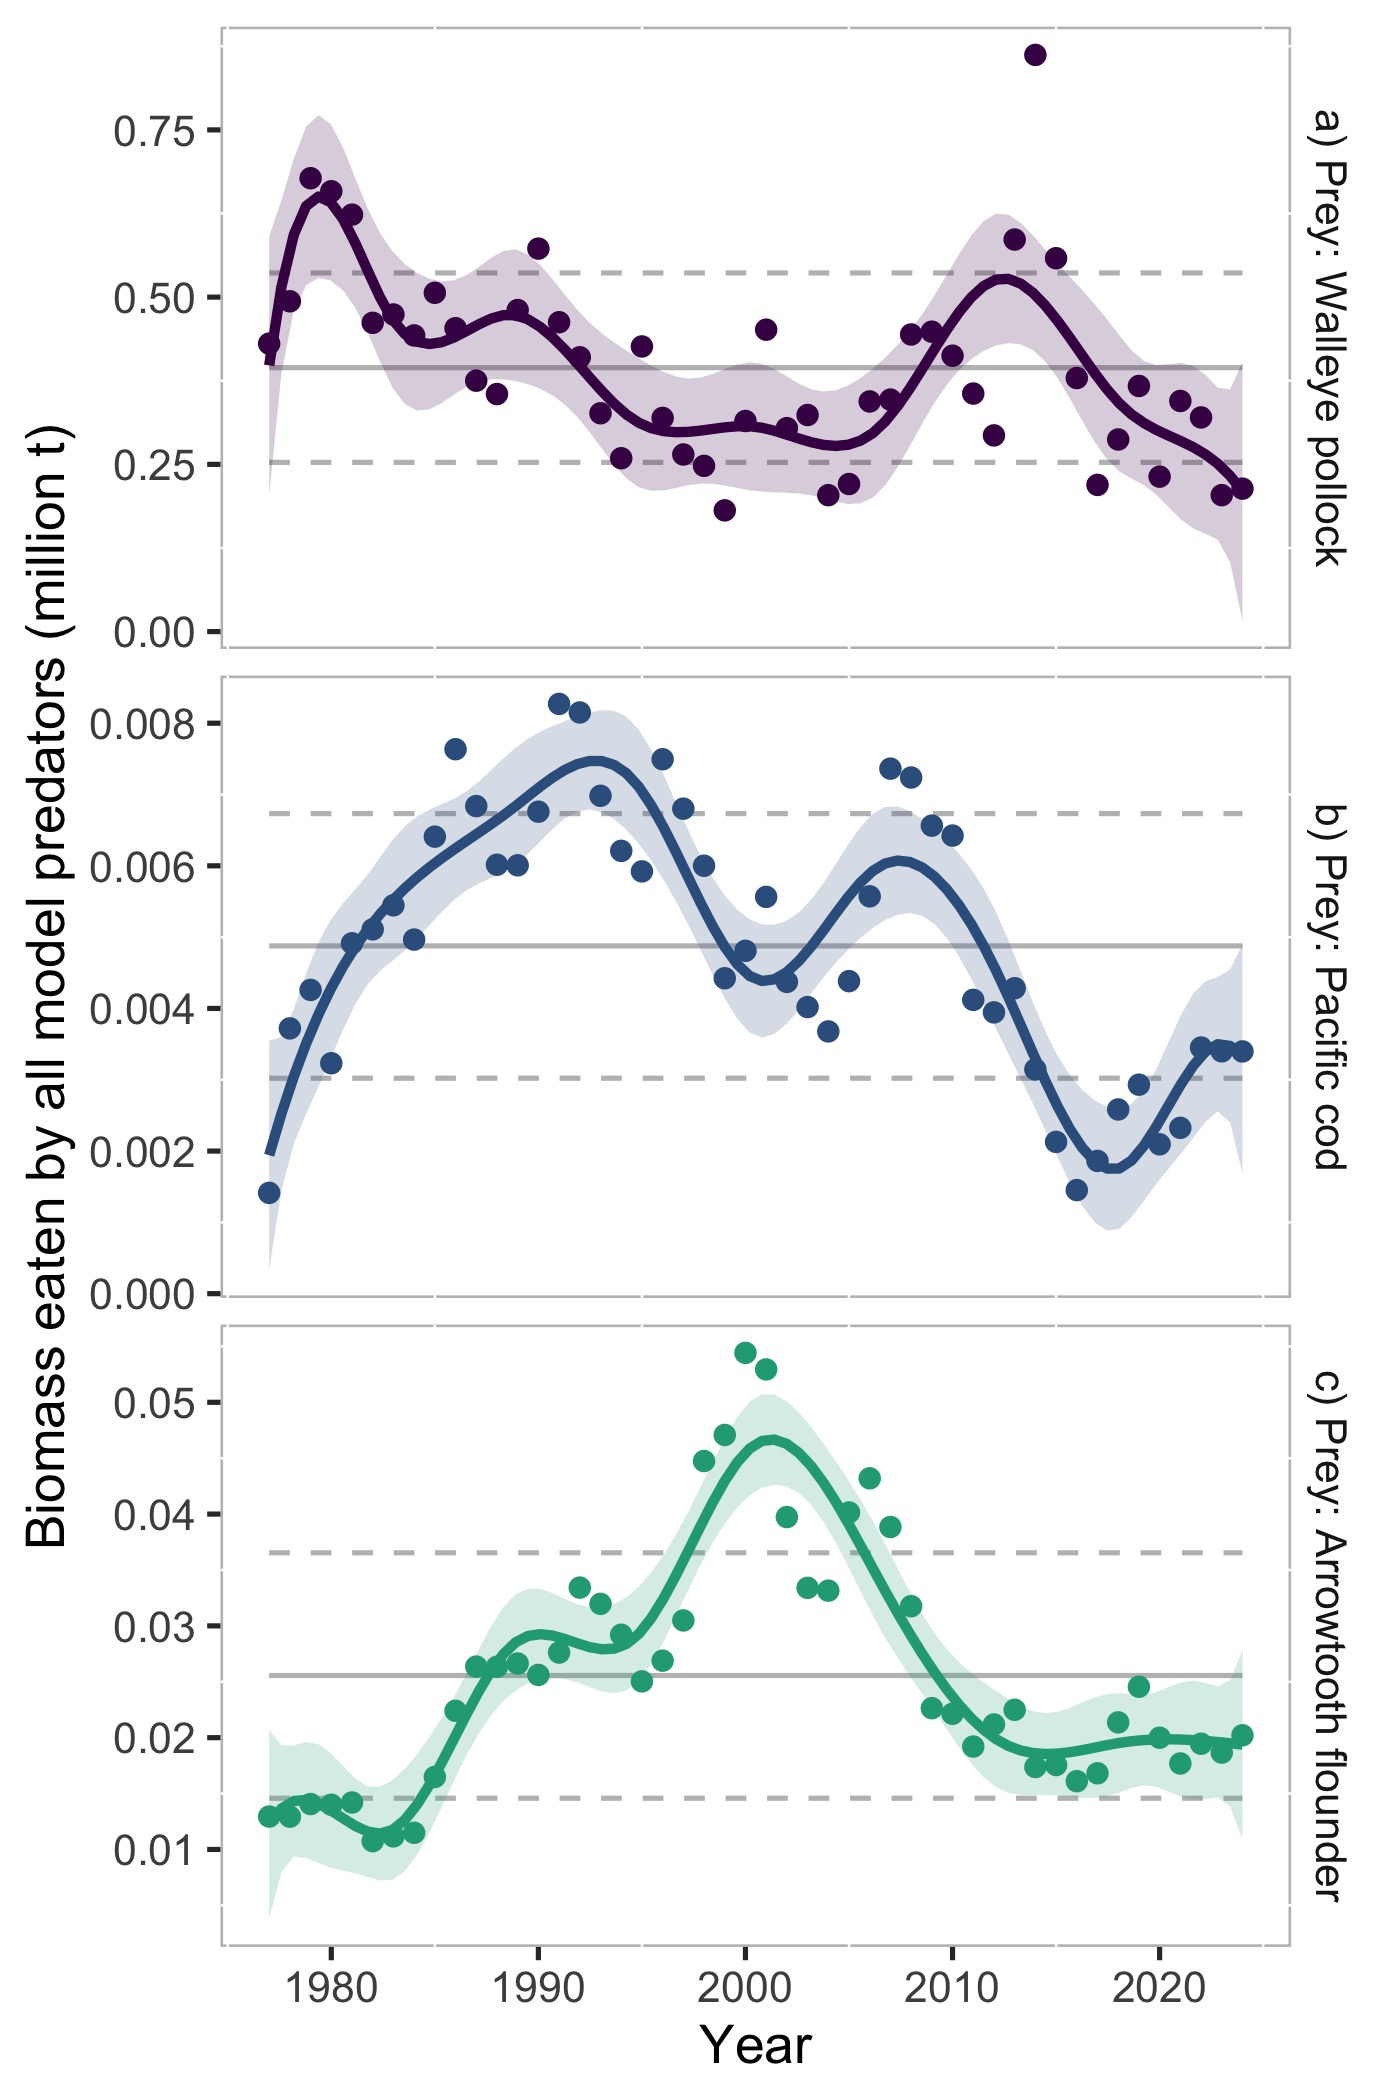 Biomass eaten by all model predators (million t)
0.75
0.50
0.25
0.00
a) Prey: Walleye pollock
0.008
0.006
0.004
0.002
0.000
b) Prey: Pacific cod
0.05
0.04
0.03
0.02
0.01
c) Prey: Arrowtooth flounder
1980 1990 2000 2010 2020
Year